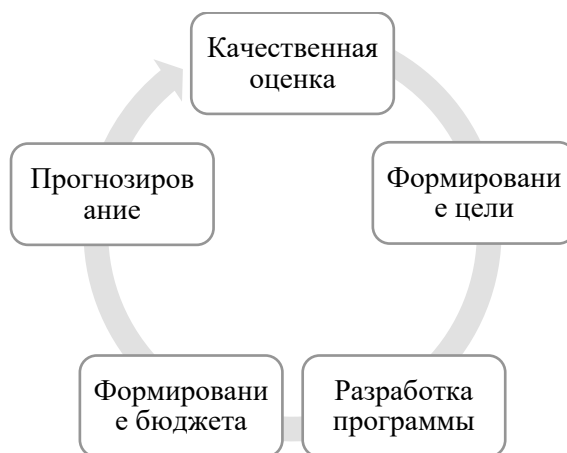 Качественная
оценка
Формировани
е цели
Разработка
программы
Формировани
е бюджета
Прогнозиров
ание